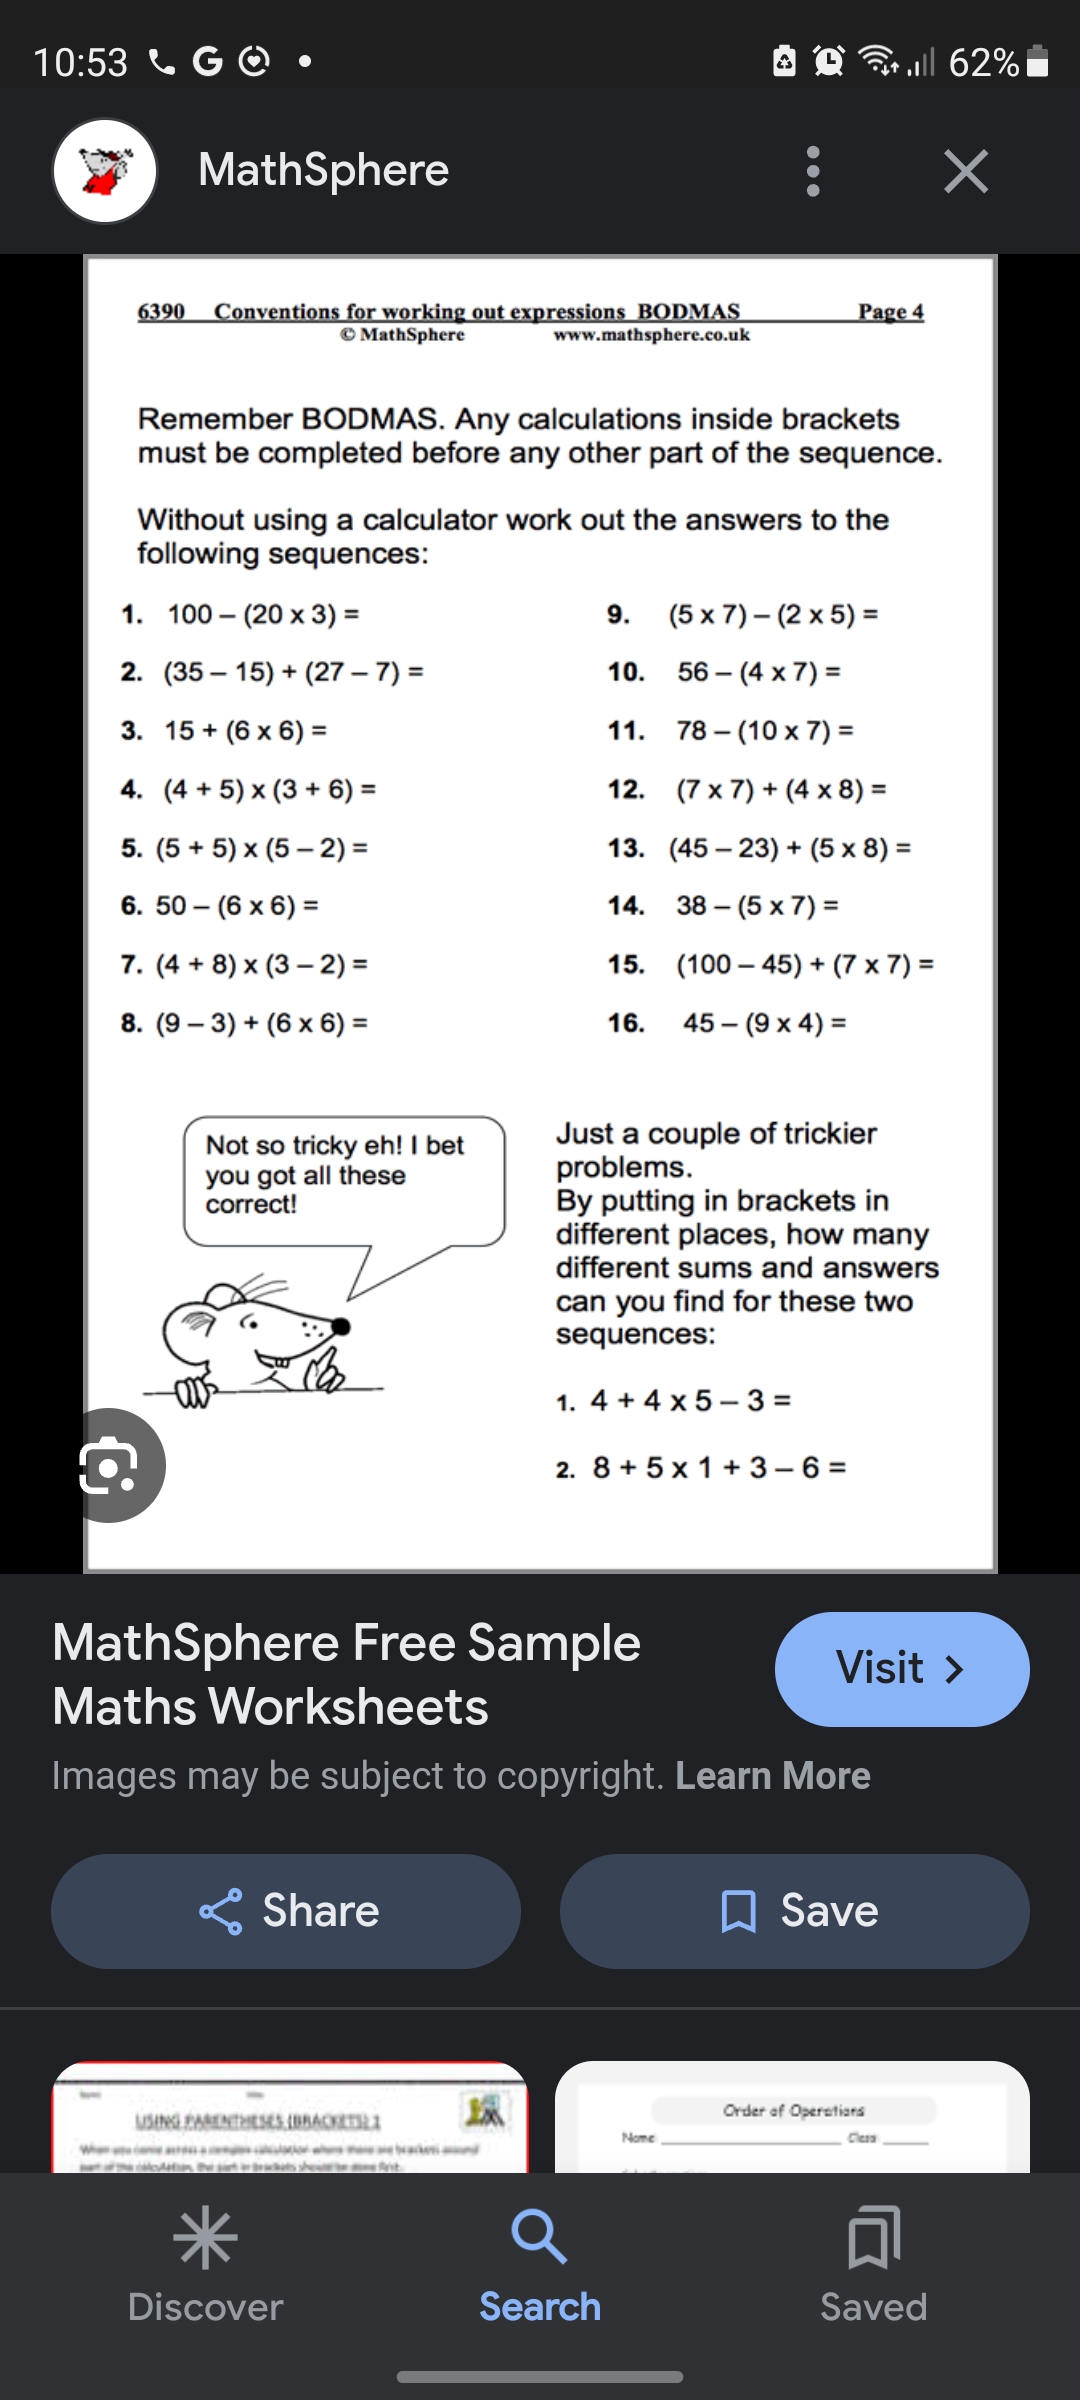 10:53
62%
MathSphere
6390 Conventions for working out expressions BODMAS Page 4
© MathSphere www.mathsphere.co.uk
Remember BODMAS. Any calculations inside brackets
must be completed before any other part of the sequence.
Without using a calculator work out the answers to the
following sequences:
1. 100 – (20 x 3) =
2. (35 – 15) + (27 – 7) =
3. 15 + (6 x 6) =
4. (4 + 5) x (3 + 6) =
5. (5 + 5) x (5 – 2) =
6. 50 – (6 x 6) =
7. (4 + 8) x (3 – 2) =
8. (9 – 3) + (6 x 6) =
9. (5 x 7) – (2 x 5) =
10. 56 – (4 x 7) =
11. 78 – (10 x 7) =
12. (7 x 7) + (4 x 8) =
13. (45 – 23) + (5 x 8) =
14. 38 – (5 x 7) =
15. (100 – 45) + (7 x 7) =
16. 45 – (9 x 4) =
Not so tricky eh! I bet
you got all these
correct!
Just a couple of trickier
problems.
By putting in brackets in
different places, how many
different sums and answers
can you find for these two
sequences:
1. 4 + 4 x 5 – 3 =
2. 8 + 5 x 1 + 3 – 6 =
MathSphere Free Sample
Maths Worksheets
Visit
Images may be subject to copyright. Learn More
Share
Save
USING PARENTHESES (BRACKETS) 1
When you come across a complex calculation where there are brackets around
part of the calculation, the part in brackets should be done first.
Order of Operations
Name
Class
Discover
Search
Saved